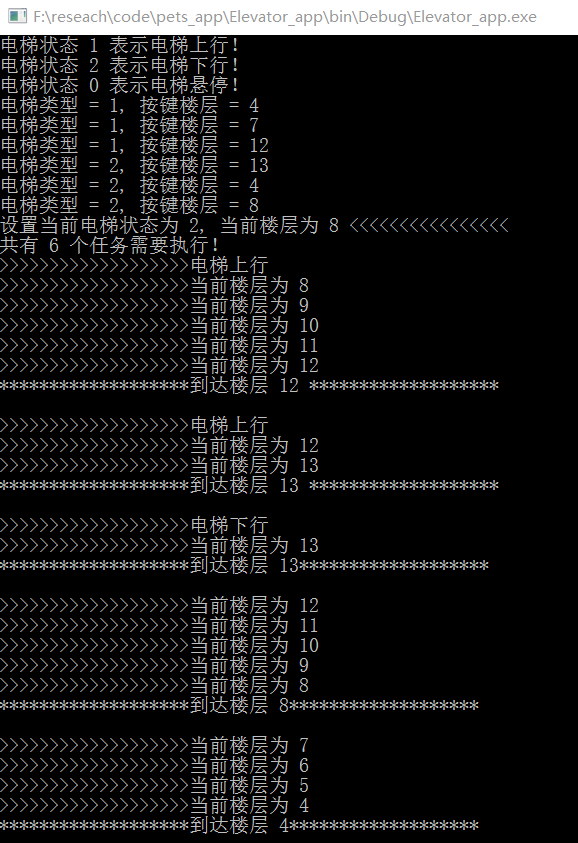 F:\reseach\code\pets_app\Elevator_app\bin\Debug\Elevator_app.exe
电梯状态 1 表示电梯上行!
电梯状态 2 表示电梯下行!
电梯状态 0 表示电梯悬停!
电梯类型 = 1, 按键楼层 = 4
电梯类型 = 1, 按键楼层 = 7
电梯类型 = 1, 按键楼层 = 12
电梯类型 = 2, 按键楼层 = 13
电梯类型 = 2, 按键楼层 = 4
电梯类型 = 2, 按键楼层 = 8
设置当前电梯状态为 2, 当前楼层为 8 <<<<<<<<<<<<<<<<
共有 6 个任务需要执行!
>>>>>>>>>>>>>>>>>>>电梯上行
>>>>>>>>>>>>>>>>>>>当前楼层为 8
>>>>>>>>>>>>>>>>>>>当前楼层为 9
>>>>>>>>>>>>>>>>>>>当前楼层为 10
>>>>>>>>>>>>>>>>>>>当前楼层为 11
>>>>>>>>>>>>>>>>>>>当前楼层为 12
*******************到达楼层 12 *******************
>>>>>>>>>>>>>>>>>>>电梯上行
>>>>>>>>>>>>>>>>>>>当前楼层为 12
>>>>>>>>>>>>>>>>>>>当前楼层为 13
*******************到达楼层 13 *******************
>>>>>>>>>>>>>>>>>>>电梯下行
>>>>>>>>>>>>>>>>>>>当前楼层为 13
*******************到达楼层 13*******************
>>>>>>>>>>>>>>>>>>>当前楼层为 12
>>>>>>>>>>>>>>>>>>>当前楼层为 11
>>>>>>>>>>>>>>>>>>>当前楼层为 10
>>>>>>>>>>>>>>>>>>>当前楼层为 9
>>>>>>>>>>>>>>>>>>>当前楼层为 8
*******************到达楼层 8*******************
>>>>>>>>>>>>>>>>>>>当前楼层为 7
>>>>>>>>>>>>>>>>>>>当前楼层为 6
>>>>>>>>>>>>>>>>>>>当前楼层为 5
>>>>>>>>>>>>>>>>>>>当前楼层为 4
*******************到达楼层 4*******************